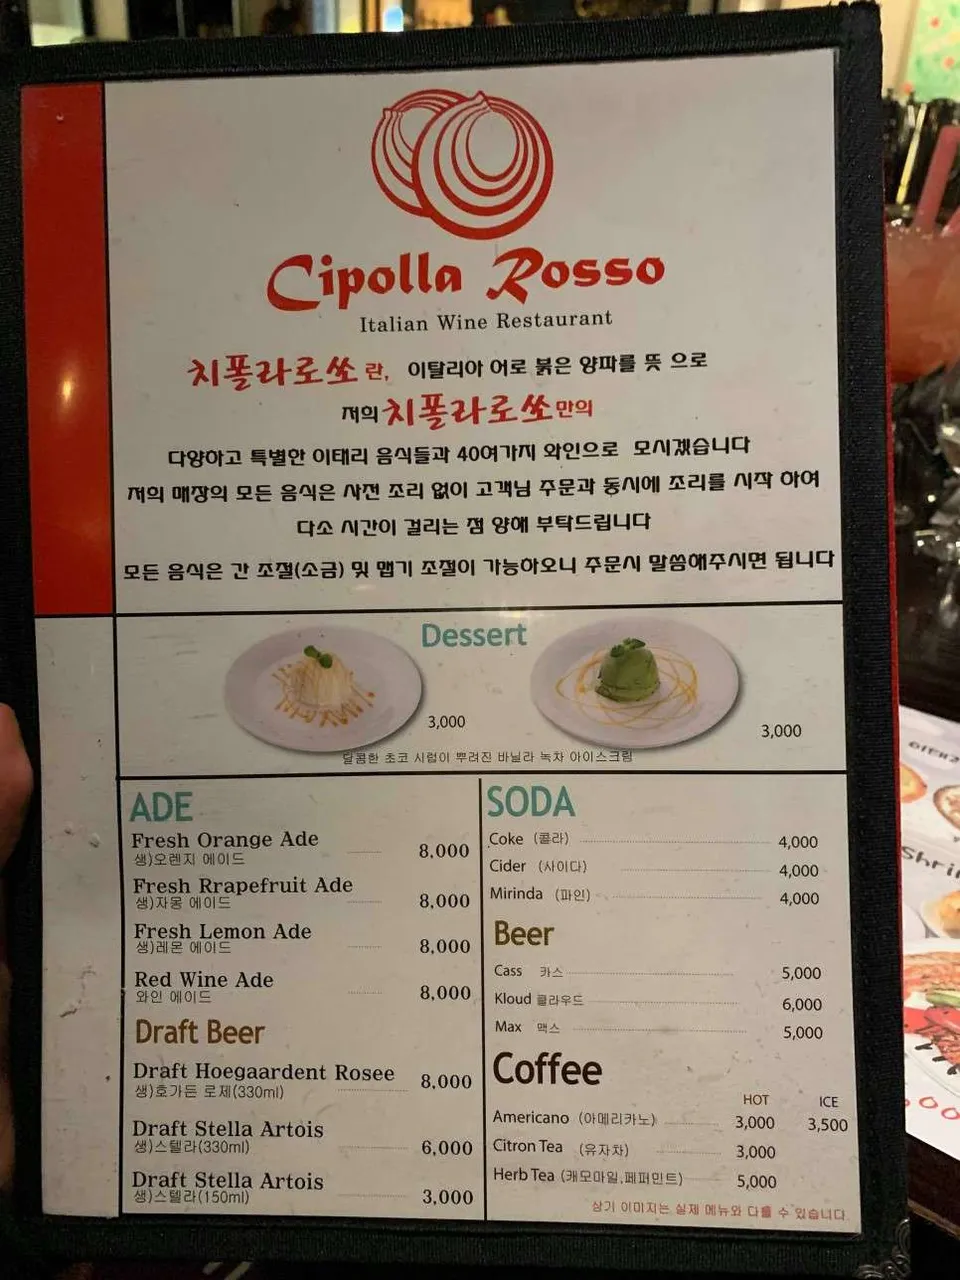 Cipolla Rosso
Italian Wine Restaurant
치폴라로쏘 란, 이탈리아 어로 붉은 양파를 뜻 으로
저희 치폴라로쏘만의
다양하고 특별한 이태리 음식들과 40여가지 와인으로 모시겠습니다
저희 매장의 모든 음식은 사전 조리 없이 고객님 주문과 동시에 조리를 시작 하여
다소 시간이 걸리는 점 양해 부탁드립니다
모든 음식은 간 조절(소금) 및 맵기 조절이 가능하오니 주문시 말씀해주시면 됩니다
Dessert
3,000
3,000
달콤한 초코 시럽이 뿌려진 바닐라 녹차 아이스크림
ADE
Fresh Orange Ade
생)오렌지 에이드 8,000
Fresh Rrapefruit Ade
생)자몽 에이드 8,000
Fresh Lemon Ade
생)레몬 에이드 8,000
Red Wine Ade
와인 에이드 8,000
Draft Beer
Draft Hoegaardent Rosee
생)호가든 로제(330ml) 8,000
Draft Stella Artois
생)스텔라(330ml) 6,000
Draft Stella Artois
생)스텔라(150ml) 3,000
SODA
Coke (콜라) 4,000
Cider (사이다) 4,000
Mirinda (파인) 4,000
Beer
Cass 카스 5,000
Kloud 클라우드 6,000
Max 맥스 5,000
Coffee
HOT ICE
Americano (아메리카노) 3,000 3,500
Citron Tea (유자차) 3,000
Herb Tea (캐모마일,페퍼민트) 5,000
상기 이미지는 실제 메뉴와 다를 수 있습니다.